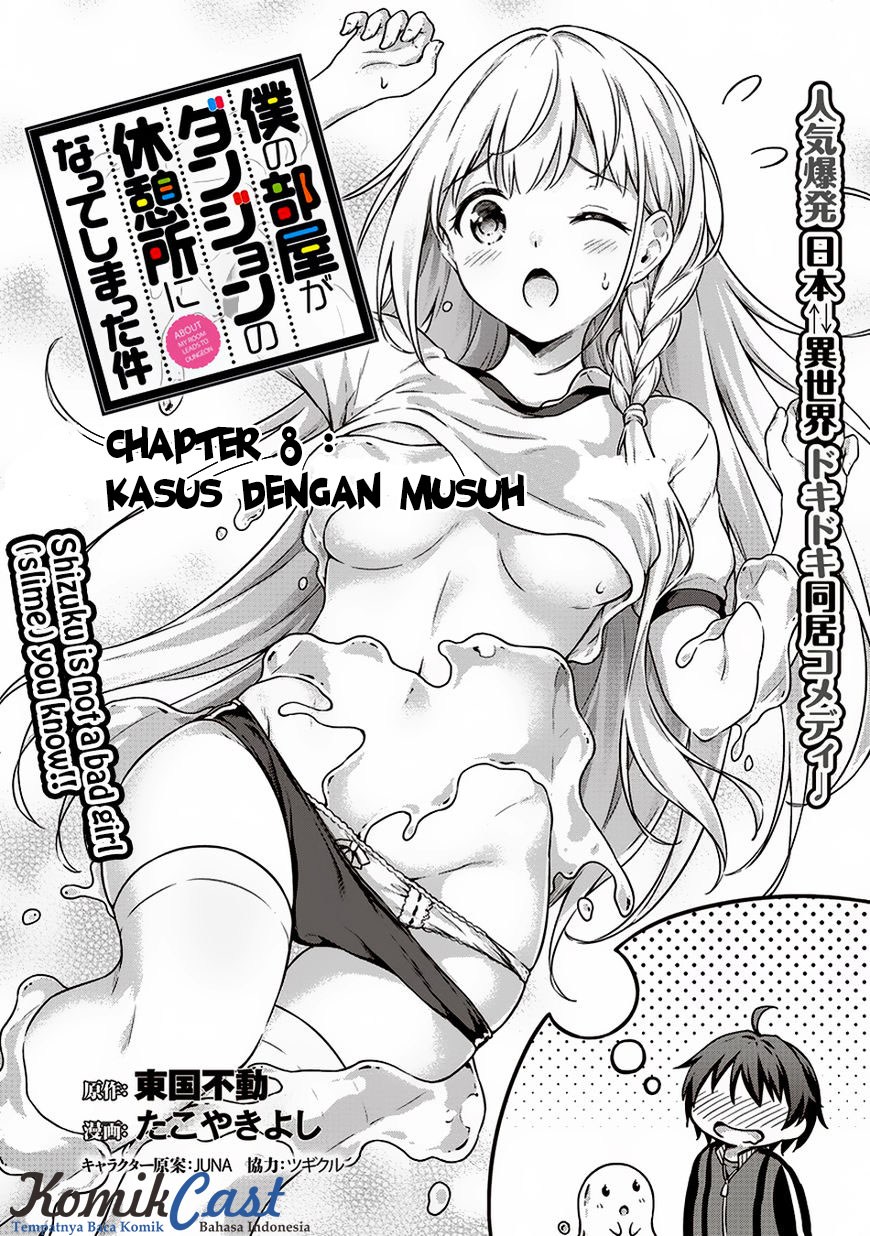 僕の部屋が
ダンジョンの
休憩所に
なってしまった件
ABOUT
MY ROOM
LEADS TO
DUNGEON
人気爆発 日本⇅異世界 ドキドキ同居コメディ♪
CHAPTER 8 :
KASUS DENGAN MUSUH
Shizuku is not a bad girl
(slime) you know!!
原作:東国不動
漫画:たこやきよし
キャラクター原案:JUNA 協力:ツギクル
KomikCast
Tempatnya Baca Komik Bahasa Indonesia